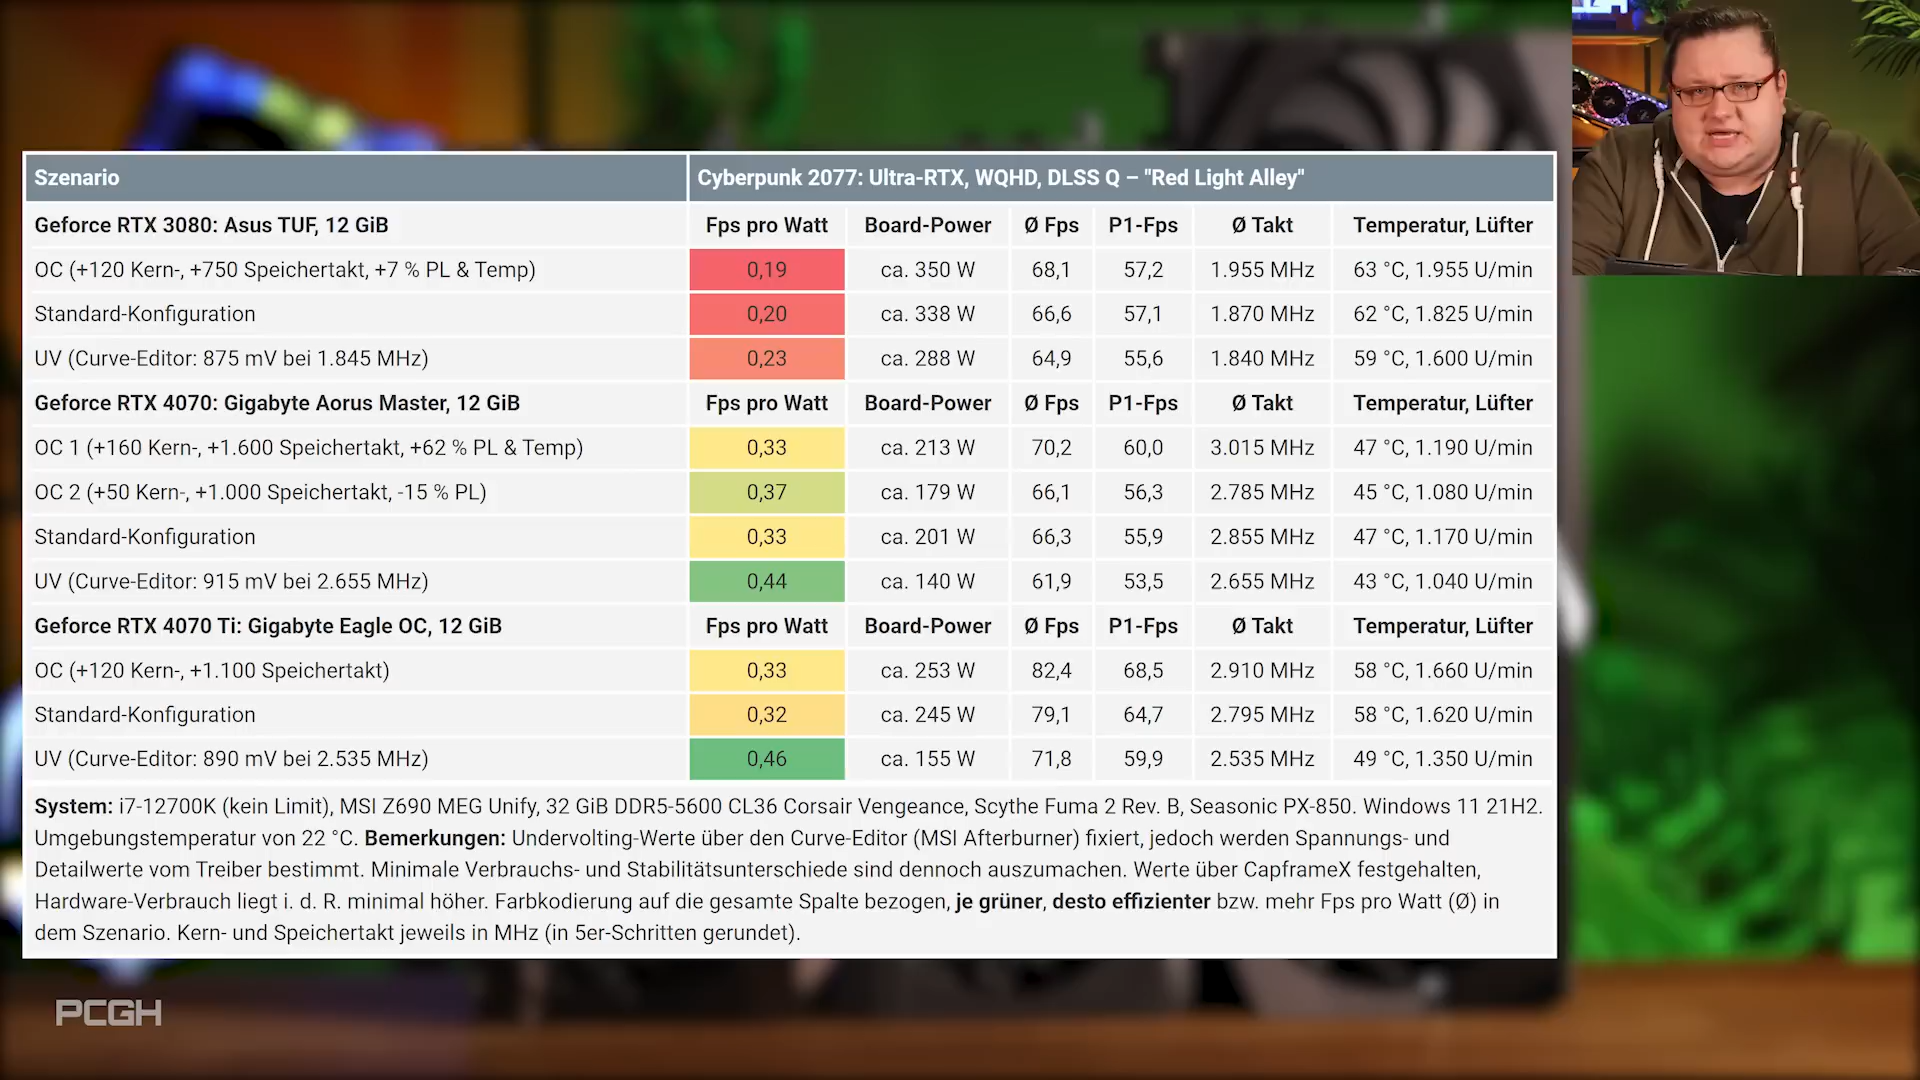 Szenario Cyberpunk 2077: Ultra-RTX, WQHD, DLSS Q – "Red Light Alley"
Geforce RTX 3080: Asus TUF, 12 GiB Fps pro Watt Board-Power Ø Fps P1-Fps Ø Takt Temperatur, Lüfter
OC (+120 Kern-, +750 Speichertakt, +7 % PL & Temp) 0,19 ca. 350 W 68,1 57,2 1.955 MHz 63 °C, 1.955 U/min
Standard-Konfiguration 0,20 ca. 338 W 66,6 57,1 1.870 MHz 62 °C, 1.825 U/min
UV (Curve-Editor: 875 mV bei 1.845 MHz) 0,23 ca. 288 W 64,9 55,6 1.840 MHz 59 °C, 1.600 U/min
Geforce RTX 4070: Gigabyte Aorus Master, 12 GiB Fps pro Watt Board-Power Ø Fps P1-Fps Ø Takt Temperatur, Lüfter
OC 1 (+160 Kern-, +1.600 Speichertakt, +62 % PL & Temp) 0,33 ca. 213 W 70,2 60,0 3.015 MHz 47 °C, 1.190 U/min
OC 2 (+50 Kern-, +1.000 Speichertakt, -15 % PL) 0,37 ca. 179 W 66,1 56,3 2.785 MHz 45 °C, 1.080 U/min
Standard-Konfiguration 0,33 ca. 201 W 66,3 55,9 2.855 MHz 47 °C, 1.170 U/min
UV (Curve-Editor: 915 mV bei 2.655 MHz) 0,44 ca. 140 W 61,9 53,5 2.655 MHz 43 °C, 1.040 U/min
Geforce RTX 4070 Ti: Gigabyte Eagle OC, 12 GiB Fps pro Watt Board-Power Ø Fps P1-Fps Ø Takt Temperatur, Lüfter
OC (+120 Kern-, +1.100 Speichertakt) 0,33 ca. 253 W 82,4 68,5 2.910 MHz 58 °C, 1.660 U/min
Standard-Konfiguration 0,32 ca. 245 W 79,1 64,7 2.795 MHz 58 °C, 1.620 U/min
UV (Curve-Editor: 890 mV bei 2.535 MHz) 0,46 ca. 155 W 71,8 59,9 2.535 MHz 49 °C, 1.350 U/min
System: i7-12700K (kein Limit), MSI Z690 MEG Unify, 32 GiB DDR5-5600 CL36 Corsair Vengeance, Scythe Fuma 2 Rev. B, Seasonic PX-850. Windows 11 21H2.
Umgebungstemperatur von 22 °C. Bemerkungen: Undervolting-Werte über den Curve-Editor (MSI Afterburner) fixiert, jedoch werden Spannungs- und
Detailwerte vom Treiber bestimmt. Minimale Verbrauchs- und Stabilitätsunterschiede sind dennoch auszumachen. Werte über CapframeX festgehalten,
Hardware-Verbrauch liegt i. d. R. minimal höher. Farbkodierung auf die gesamte Spalte bezogen, je grüner, desto effizienter bzw. mehr Fps pro Watt (Ø) in
dem Szenario. Kern- und Speichertakt jeweils in MHz (in 5er-Schritten gerundet).
PCGH